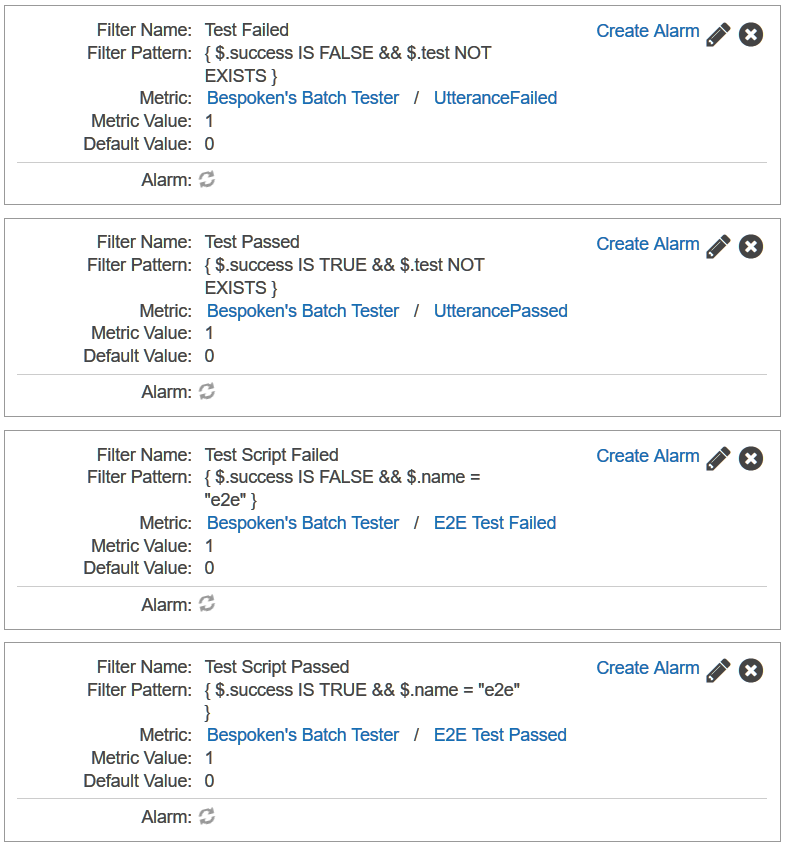 Filter Name: Test Failed Create Alarm
Filter Pattern: { $.success IS FALSE && $.test NOT
EXISTS }
Metric: Bespoken's Batch Tester / UtteranceFailed
Metric Value: 1
Default Value: 0
Alarm:
Filter Name: Test Passed Create Alarm
Filter Pattern: { $.success IS TRUE && $.test NOT
EXISTS }
Metric: Bespoken's Batch Tester / UtterancePassed
Metric Value: 1
Default Value: 0
Alarm:
Filter Name: Test Script Failed Create Alarm
Filter Pattern: { $.success IS FALSE && $.name =
"e2e" }
Metric: Bespoken's Batch Tester / E2E Test Failed
Metric Value: 1
Default Value: 0
Alarm:
Filter Name: Test Script Passed Create Alarm
Filter Pattern: { $.success IS TRUE && $.name = "e2e"
}
Metric: Bespoken's Batch Tester / E2E Test Passed
Metric Value: 1
Default Value: 0
Alarm: